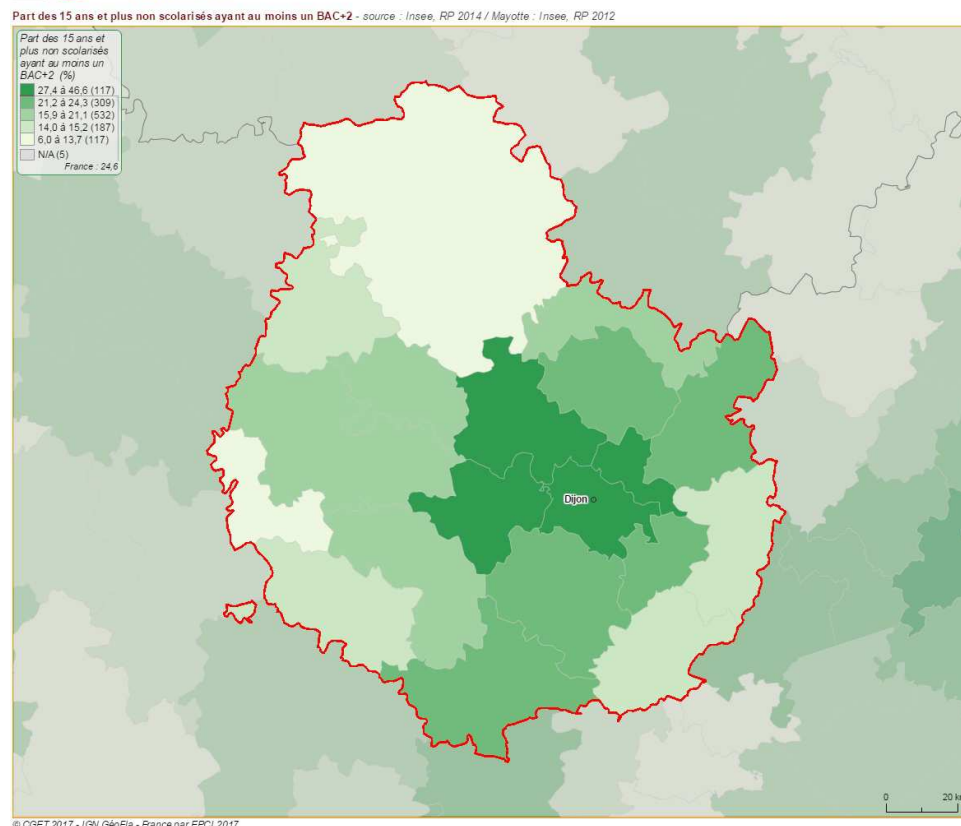 Part des 15 ans et plus non scolarisés ayant au moins un BAC+2 - source : Insee, RP 2014 / Mayotte : Insee, RP 2012
Part des 15 ans et
plus non scolarisés
ayant au moins un
BAC+2 (%)
27,4 à 46,6 (117)
21,2 à 24,3 (309)
15,9 à 21,1 (532)
14,0 à 15,2 (187)
6,0 à 13,7 (117)
N/A (5)
France : 24,6
Dijon
0 20 k
© CGET 2017 - IGN GéoFla - France par EPCI 2017